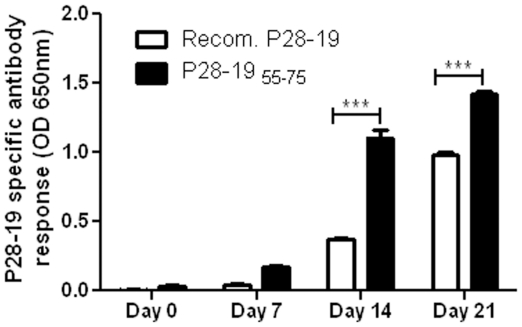 P28-19 specific antibody
response (OD 650nm)
2.0
1.5
1.0
0.5
0.0
Recom. P28-19
P28-19 55-75
***
***
Day 0 Day 7 Day 14 Day 21